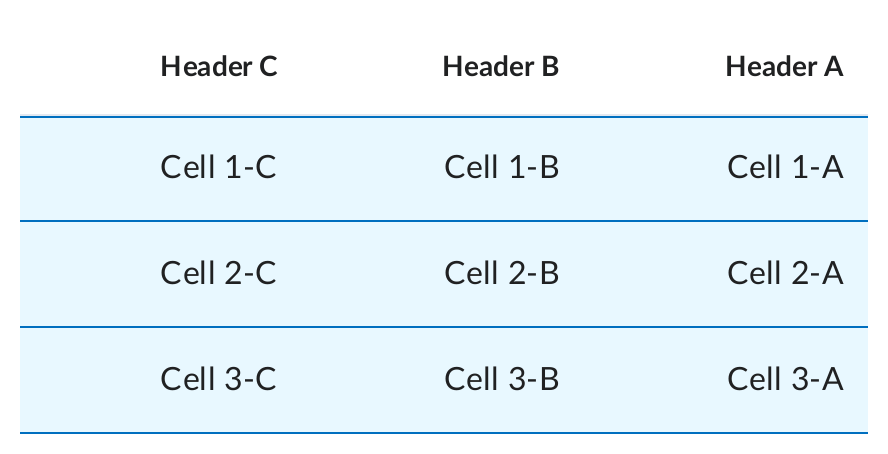 Header C Header B Header A
Cell 1-C Cell 1-B Cell 1-A
Cell 2-C Cell 2-B Cell 2-A
Cell 3-C Cell 3-B Cell 3-A